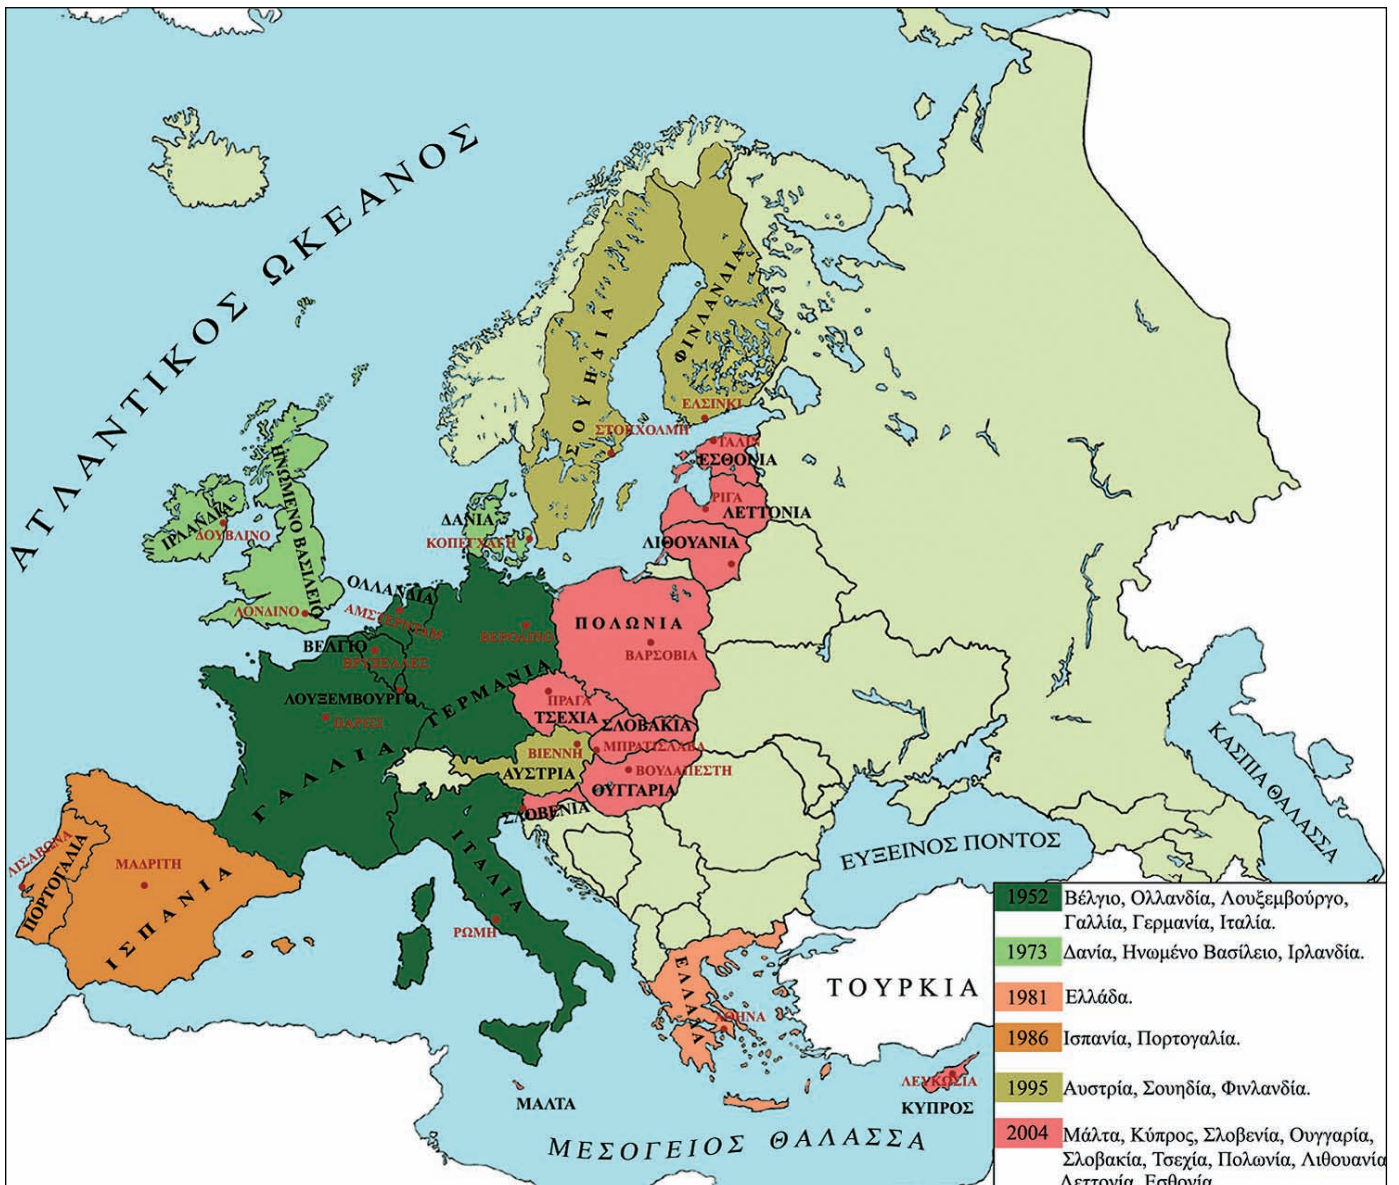 ΑΤΛΑΝΤΙΚΟΣ ΩΚΕΑΝΟΣ
ΣΟΥΗΔΙΑ
ΦΙΝΛΑΝΔΙΑ
ΕΛΣΙΝΚΙ
ΣΤΟΚΧΟΛΜΗ
ΤΑΛΙΝ
ΕΣΘΟΝΙΑ
ΡΙΓΑ
ΛΕΤΤΟΝΙΑ
ΛΙΘΟΥΑΝΙΑ
ΗΝΩΜΕΝΟ ΒΑΣΙΛΕΙΟ
ΙΡΛΑΝΔΙΑ
ΔΟΥΒΛΙΝΟ
ΛΟΝΔΙΝΟ
ΔΑΝΙΑ
ΚΟΠΕΓΧΑΓΗ
ΟΛΛΑΝΔΙΑ
ΑΜΣΤΕΡΝΤΑΜ
ΒΕΡΟΛΙΝΟ
ΠΟΛΩΝΙΑ
ΒΑΡΣΟΒΙΑ
ΒΕΛΓΙΟ
ΒΡΥΞΕΛΛΕΣ
ΛΟΥΞΕΜΒΟΥΡΓΟ
ΠΑΡΙΣΙ
ΓΕΡΜΑΝΙΑ
ΓΑΛΛΙΑ
ΠΡΑΓΑ
ΤΣΕΧΙΑ
ΣΛΟΒΑΚΙΑ
ΜΠΡΑΤΙΣΛΑΒΑ
ΒΙΕΝΝΗ
ΑΥΣΤΡΙΑ
ΒΟΥΔΑΠΕΣΤΗ
ΟΥΓΓΑΡΙΑ
ΣΛΟΒΕΝΙΑ
ΙΤΑΛΙΑ
ΡΩΜΗ
ΛΙΣΑΒΟΝΑ
ΠΟΡΤΟΓΑΛΙΑ
ΜΑΔΡΙΤΗ
ΙΣΠΑΝΙΑ
ΚΑΣΠΙΑ ΘΑΛΑΣΣΑ
ΕΥΞΕΙΝΟΣ ΠΟΝΤΟΣ
ΤΟΥΡΚΙΑ
ΕΛΛΑΔΑ
ΑΘΗΝΑ
ΛΕΥΚΩΣΙΑ
ΚΥΠΡΟΣ
ΜΑΛΤΑ
ΜΕΣΟΓΕΙΟΣ ΘΑΛΑΣΣΑ
1952 Βέλγιο, Ολλανδία, Λουξεμβούργο,
Γαλλία, Γερμανία, Ιταλία.
1973 Δανία, Ηνωμένο Βασίλειο, Ιρλανδία.
1981 Ελλάδα.
1986 Ισπανία, Πορτογαλία.
1995 Αυστρία, Σουηδία, Φινλανδία.
2004 Μάλτα, Κύπρος, Σλοβενία, Ουγγαρία,
Σλοβακία, Τσεχία, Πολωνία, Λιθουανία
Λεττονία, Εσθονία.